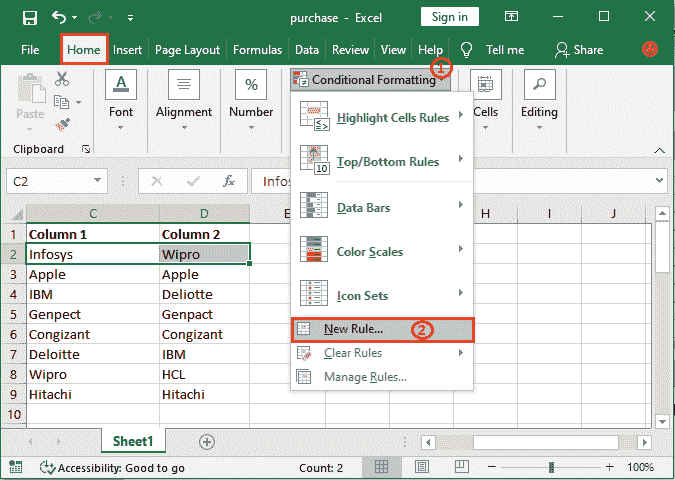 purchase - Excel Sign in
File Home Insert Page Layout Formulas Data Review View Help Tell me Share
1
Paste Font Alignment Number Conditional Formatting Cells Editing
A % 
Clipboard
Highlight Cells Rules
Top/Bottom Rules
10
Data Bars
Color Scales
Icon Sets
New Rule... 2
Clear Rules
Manage Rules...
C2 fx Infos
C D E H I J
1 Column 1 Column 2
2 Infosys Wipro
3 Apple Apple
4 IBM Deliotte
5 Genpect Genpact
6 Congizant Congizant
7 Deloitte IBM
8 Wipro HCL
9 Hitachi Hitachi
10
Sheet1
Accessibility: Good to go Count: 2 100%